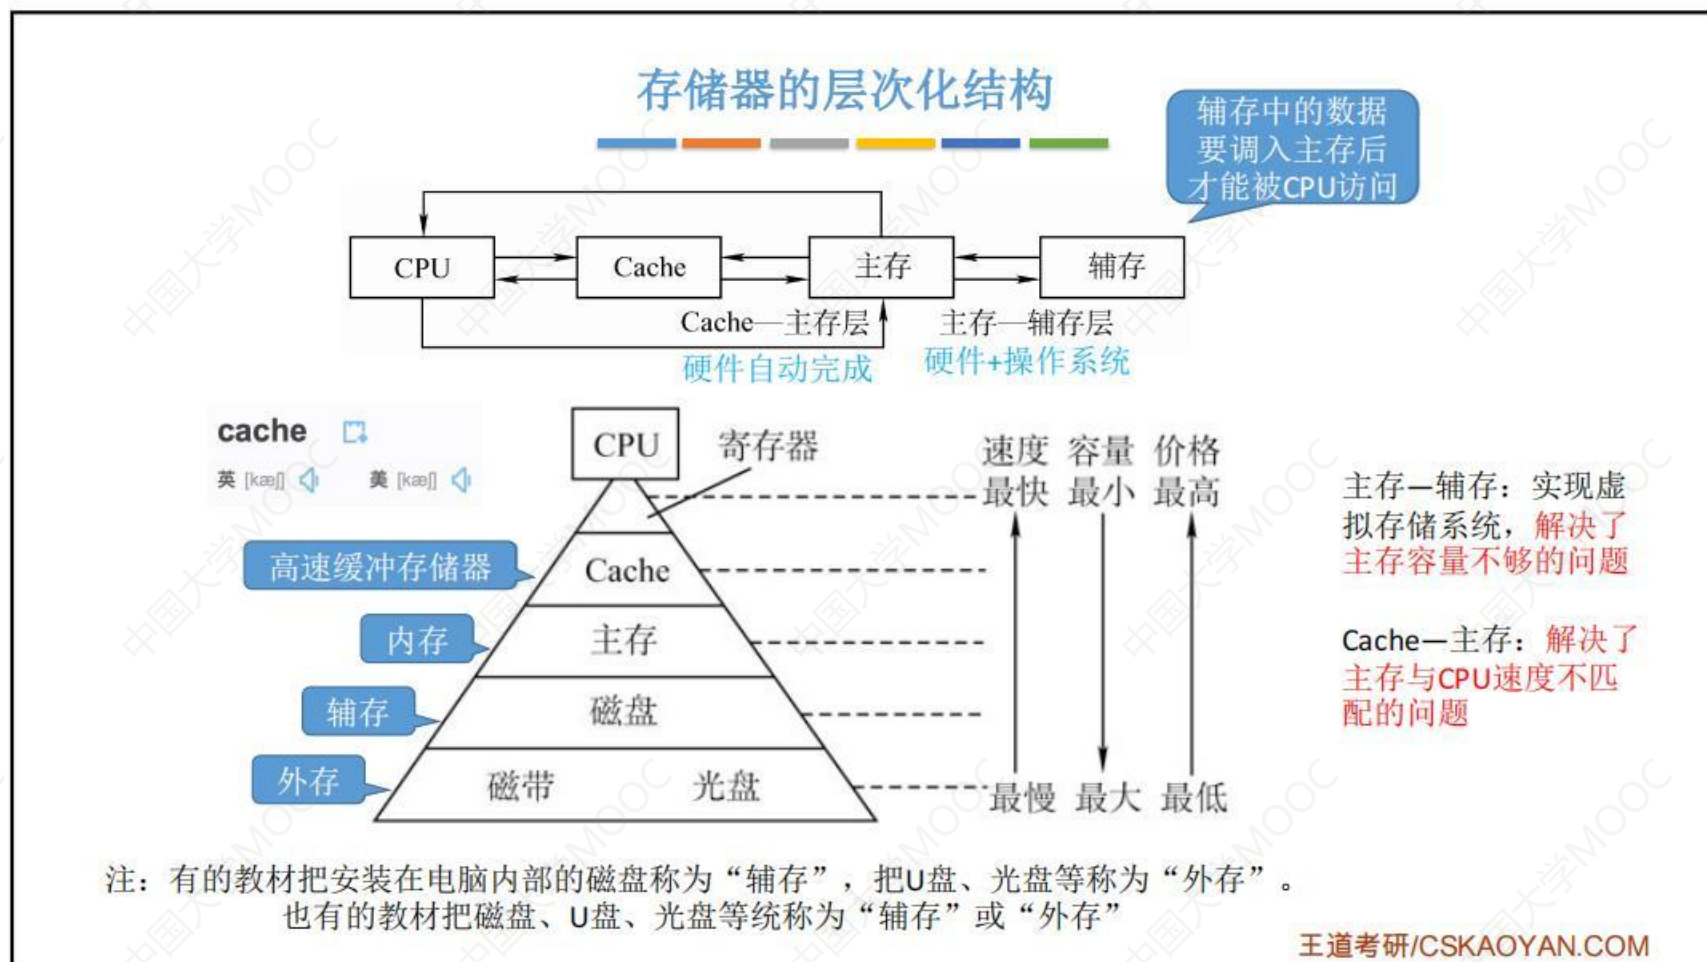 存储器的层次化结构
辅存中的数据
要调入主存后
才能被CPU访问
CPU
Cache
主存
辅存
Cache—主存层
主存—辅存层
硬件自动完成
硬件+操作系统
cache
英 [kæʃ]
美 [kæʃ]
CPU
寄存器
速度 容量 价格
最快 最小 最高
高速缓冲存储器
Cache
内存
主存
辅存
磁盘
外存
磁带 光盘
最慢 最大 最低
主存—辅存：实现虚
拟存储系统，解决了
主存容量不够的问题
Cache—主存：解决了
主存与CPU速度不匹
配的问题
注：有的教材把安装在电脑内部的磁盘称为“辅存”，把U盘、光盘等称为“外存”。
也有的教材把磁盘、U盘、光盘等统称为“辅存”或“外存”
王道考研/CSKAOYAN.COM
中国大学MOOC